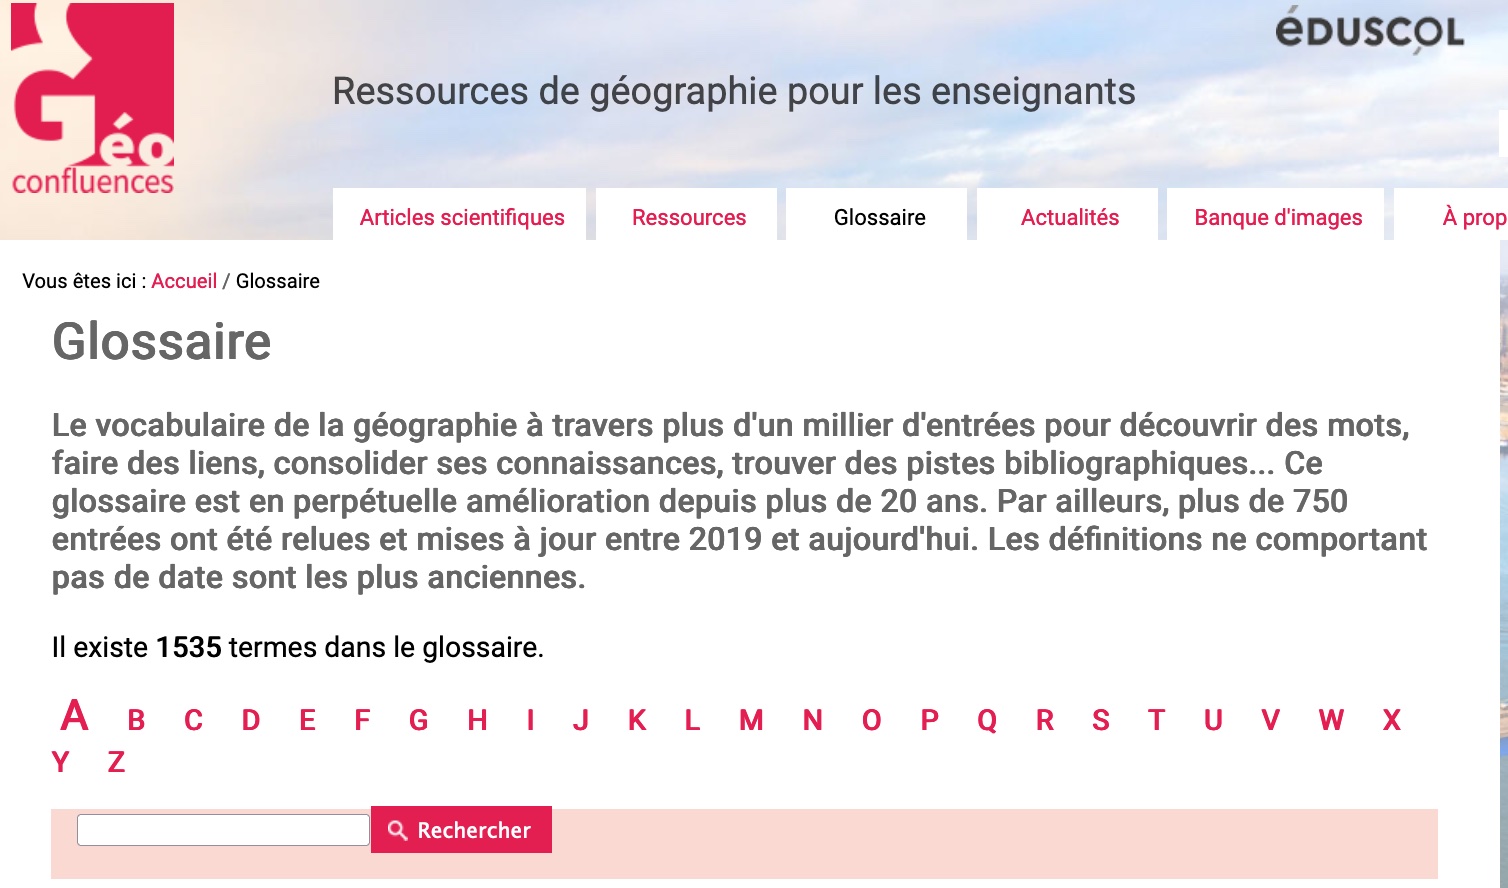 Géo
confluences
éduscol
Ressources de géographie pour les enseignants
Articles scientifiques
Ressources
Glossaire
Actualités
Banque d'images
À prop
Vous êtes ici : Accueil / Glossaire
Glossaire
Le vocabulaire de la géographie à travers plus d'un millier d'entrées pour découvrir des mots,
faire des liens, consolider ses connaissances, trouver des pistes bibliographiques... Ce
glossaire est en perpétuelle amélioration depuis plus de 20 ans. Par ailleurs, plus de 750
entrées ont été relues et mises à jour entre 2019 et aujourd'hui. Les définitions ne comportant
pas de date sont les plus anciennes.
Il existe 1535 termes dans le glossaire.
A B C D E F G H I J K L M N O P Q R S T U V W X
Y Z
Rechercher